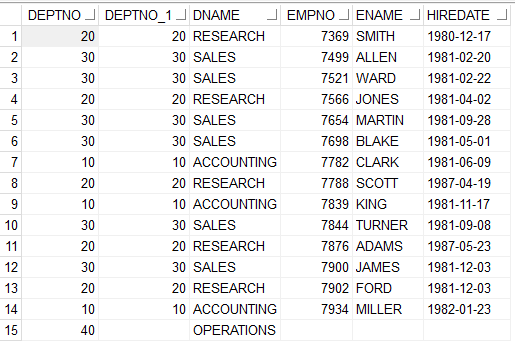 DEPTNO DEPTNO_1 DNAME EMPNO ENAME HIREDATE
1 20 20 RESEARCH 7369 SMITH 1980-12-17
2 30 30 SALES 7499 ALLEN 1981-02-20
3 30 30 SALES 7521 WARD 1981-02-22
4 20 20 RESEARCH 7566 JONES 1981-04-02
5 30 30 SALES 7654 MARTIN 1981-09-28
6 30 30 SALES 7698 BLAKE 1981-05-01
7 10 10 ACCOUNTING 7782 CLARK 1981-06-09
8 20 20 RESEARCH 7788 SCOTT 1987-04-19
9 10 10 ACCOUNTING 7839 KING 1981-11-17
10 30 30 SALES 7844 TURNER 1981-09-08
11 20 20 RESEARCH 7876 ADAMS 1987-05-23
12 30 30 SALES 7900 JAMES 1981-12-03
13 20 20 RESEARCH 7902 FORD 1981-12-03
14 10 10 ACCOUNTING 7934 MILLER 1982-01-23
15 40 OPERATIONS